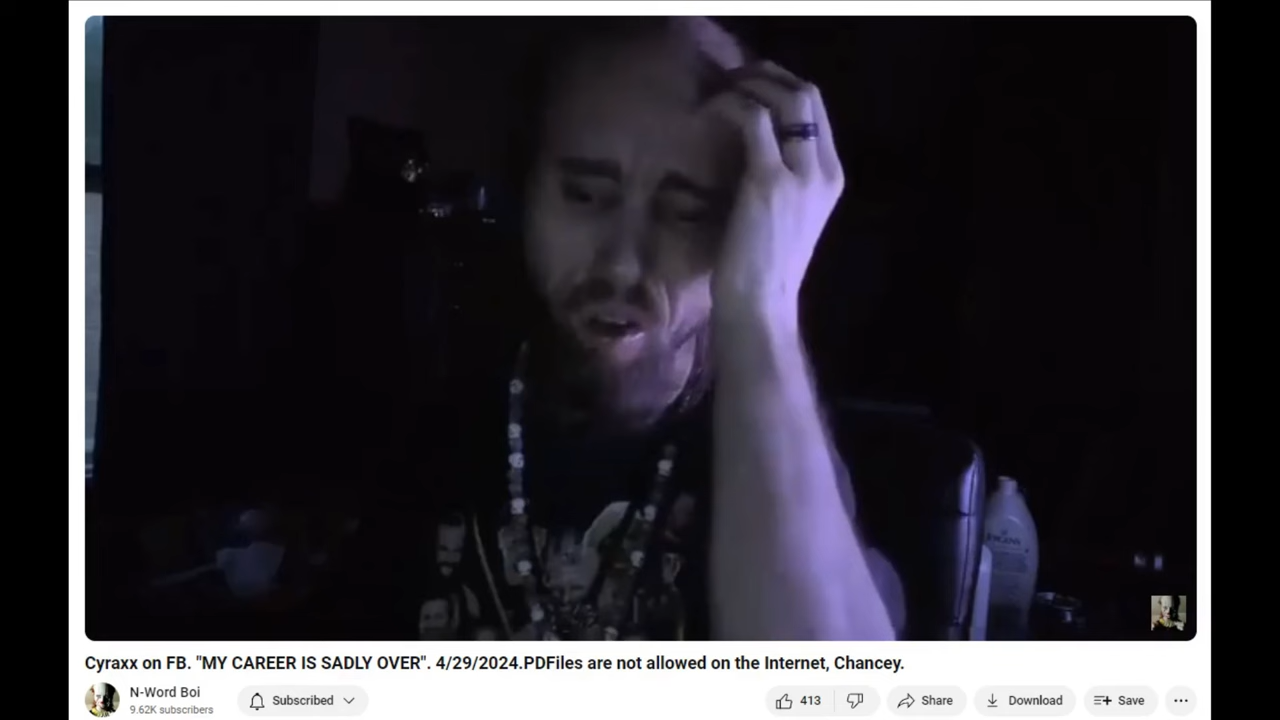 Cyraxx on FB. "MY CAREER IS SADLY OVER". 4/29/2024.PDFiles are not allowed on the Internet, Chancey.
N-Word Boi
9.62K subscribers
Subscribed
413
Share
Download
Save